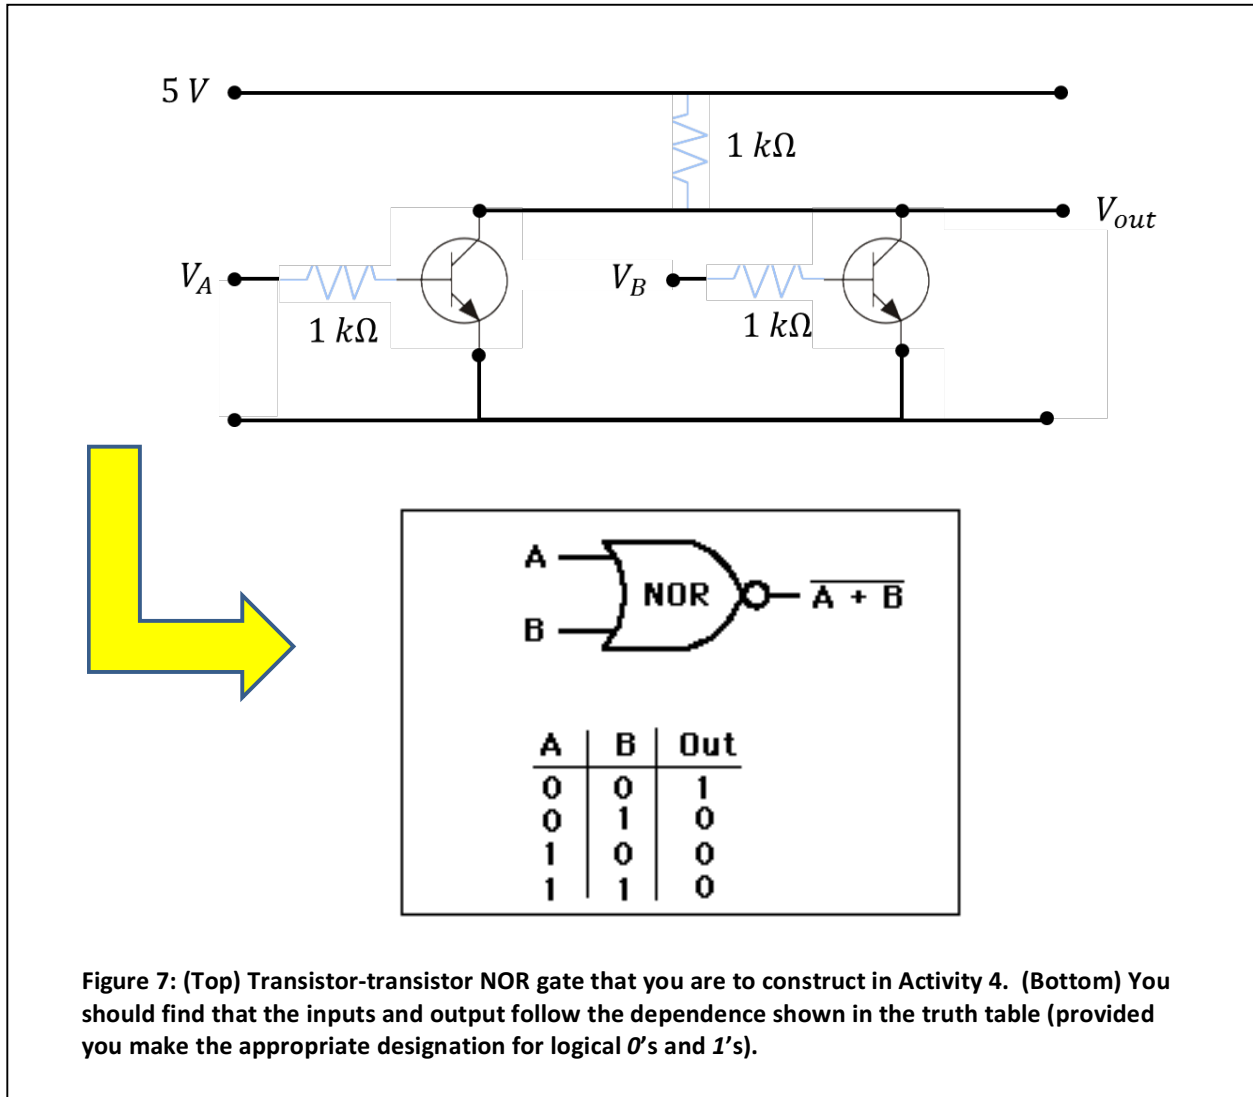 5 V
1 kΩ
V_out
V_A
V_B
1 kΩ
1 kΩ
A
NOR
A + B
B
A B Out
0 0 1
0 1 0
1 0 0
1 1 0
Figure 7: (Top) Transistor-transistor NOR gate that you are to construct in Activity 4. (Bottom) You
should find that the inputs and output follow the dependence shown in the truth table (provided
you make the appropriate designation for logical 0's and 1's).